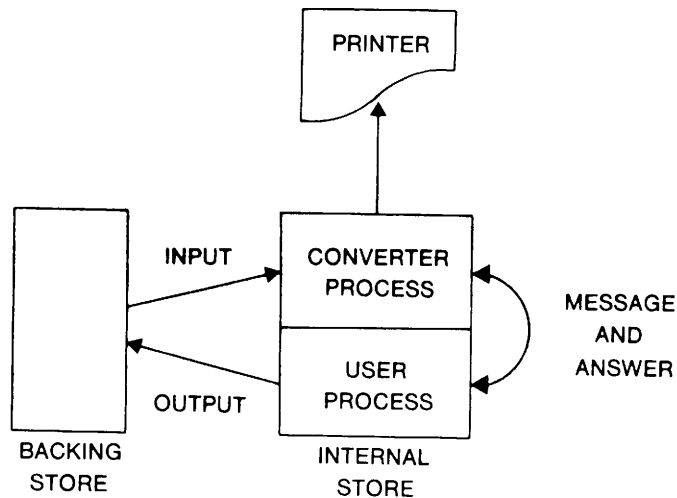 PRINTER
INPUT
CONVERTER
PROCESS
MESSAGE
AND
ANSWER
USER
PROCESS
OUTPUT
BACKING
STORE
INTERNAL
STORE